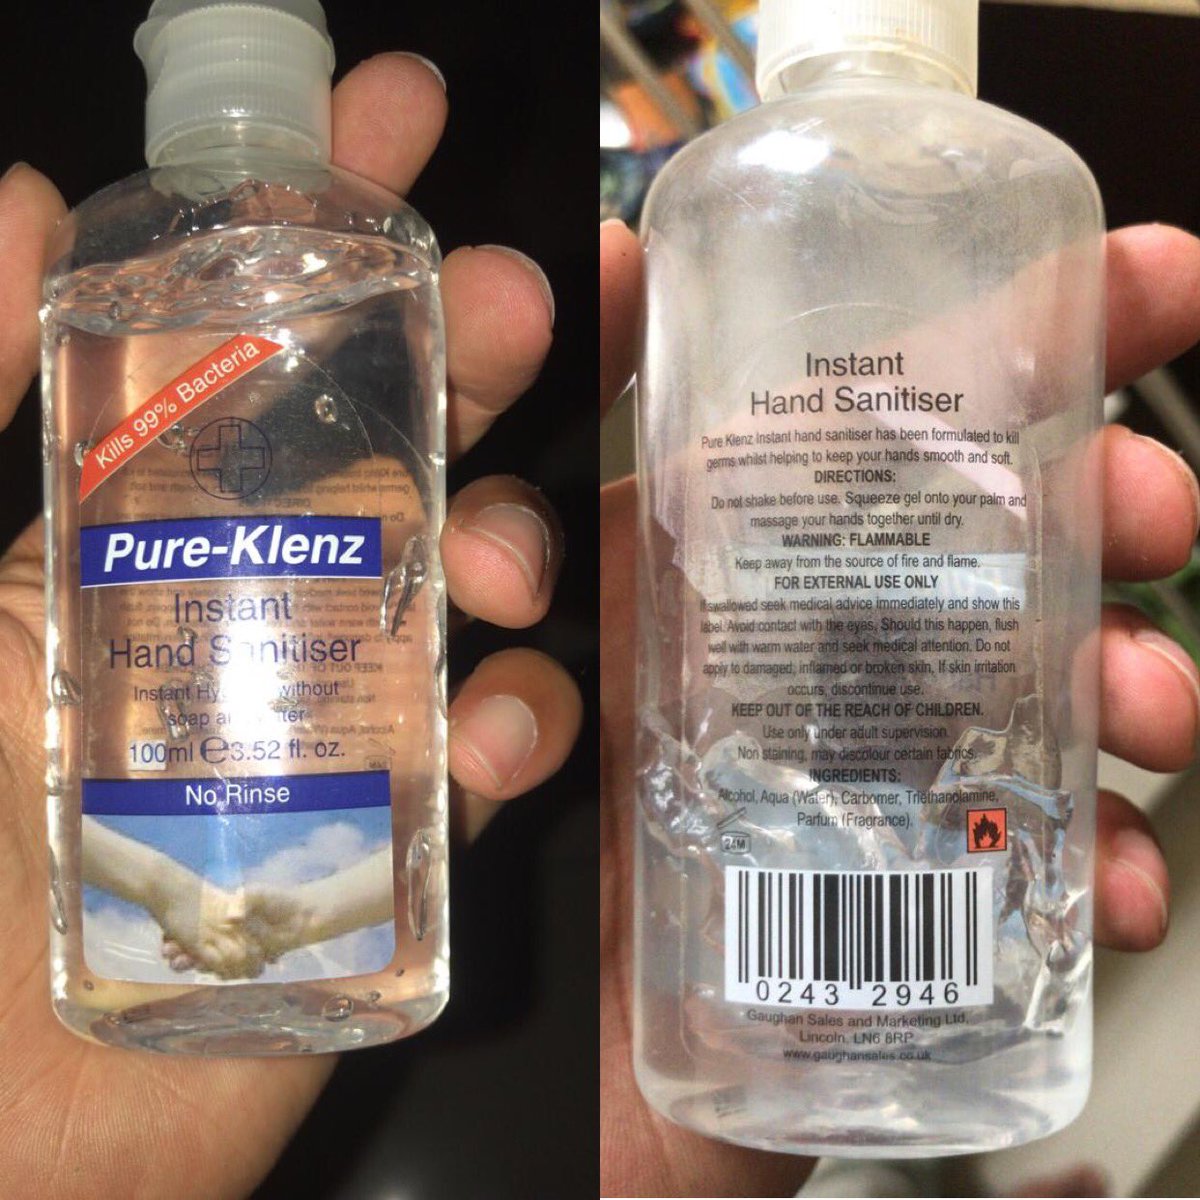 Kills 99% Bacteria
Pure-Klenz
Instant
Hand Sanitiser
Instant without
soap
100ml ℮3.52 fl. oz.
No Rinse
Instant
Hand Sanitiser
Pure Klenz Instant hand sanitiser has been formulated to kill
germs whilst helping to keep your hands smooth and soft.
DIRECTIONS:
Do not shake before use. Squeeze gel onto your palm and
massage your hands together until dry.
WARNING: FLAMMABLE
Keep away from the source of fire and flame.
FOR EXTERNAL USE ONLY
If swallowed seek medical advice immediately and show this
label. Avoid contact with the eyes. Should this happen, flush
well with warm water and seek medical attention. Do not
apply to damaged, inflamed or broken skin. If skin irritation
occurs, discontinue use.
KEEP OUT OF THE REACH OF CHILDREN.
Use only under adult supervision.
Non staining, may discolour certain fabrics.
INGREDIENTS:
Alcohol, Aqua (Water), Carbomer, Triethanolamine,
Parfum (Fragrance).
24M
0243 2946
Gaughan Sales and Marketing Ltd,
Lincoln. LN6 8RP
www.gaughansales.co.uk